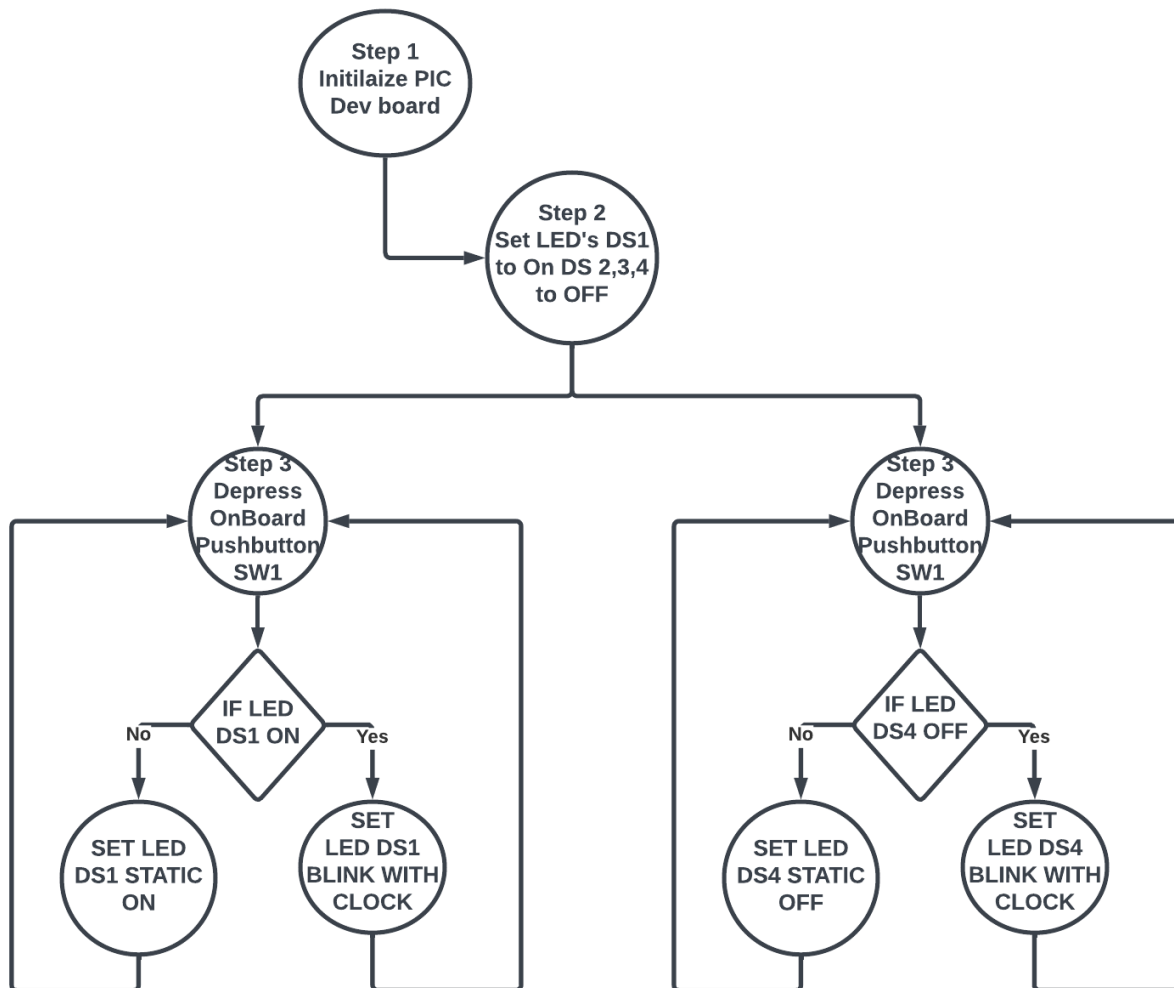 Step 1
Initilaize PIC
Dev board
Step 2
Set LED's DS1
to On DS 2,3,4
to OFF
Step 3
Depress
OnBoard
Pushbutton
SW1
Step 3
Depress
OnBoard
Pushbutton
SW1
IF LED
DS1 ON
No
Yes
IF LED
DS4 OFF
No
Yes
SET LED
DS1 STATIC
ON
SET
LED DS1
BLINK WITH
CLOCK
SET LED
DS4 STATIC
OFF
SET
LED DS4
BLINK WITH
CLOCK